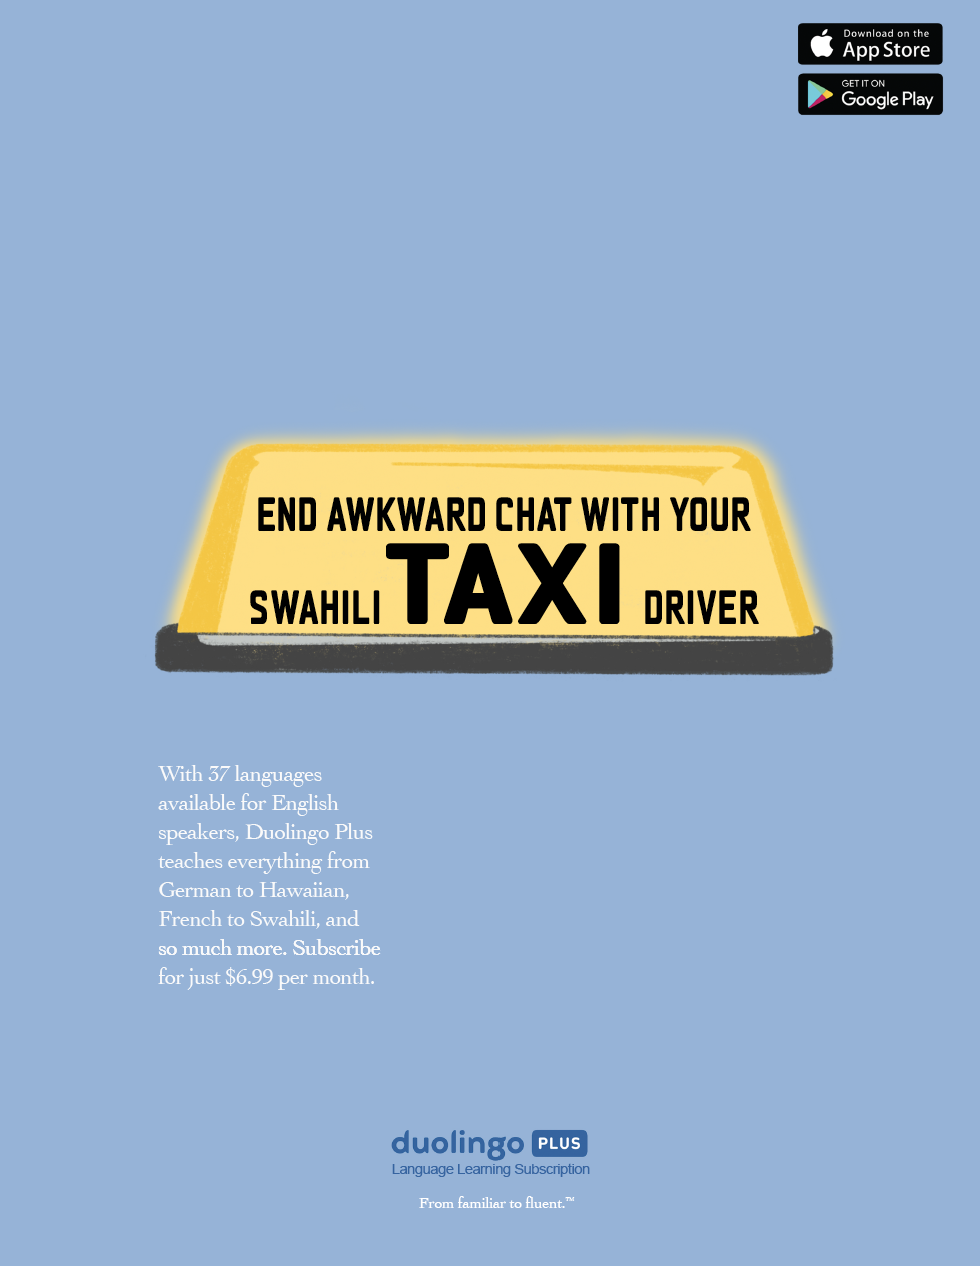 Download on the
App Store
GET IT ON
Google Play
END AWKWARD CHAT WITH YOUR
SWAHILI TAXI DRIVER
With 37 languages
available for English
speakers, Duolingo Plus
teaches everything from
German to Hawaiian,
French to Swahili, and
so much more. Subscribe
for just $6.99 per month.
duolingo PLUS
Language Learning Subscription
From familiar to fluent.™